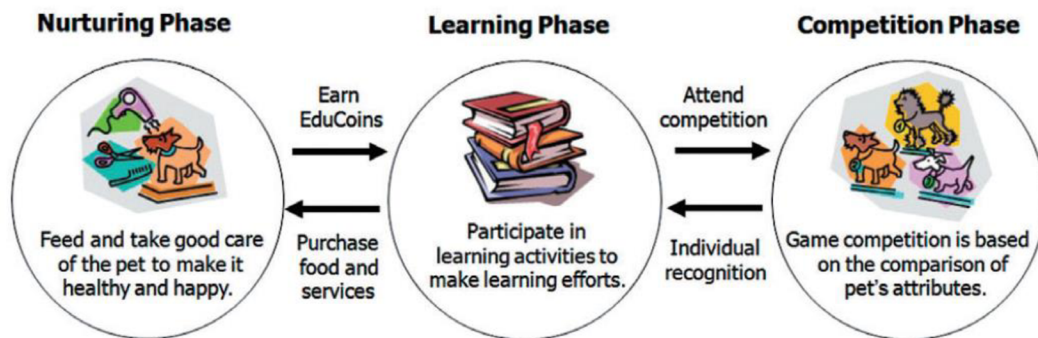 Nurturing Phase
Feed and take good care
of the pet to make it
healthy and happy.
Earn
EduCoins
Purchase
food and
services
Learning Phase
Participate in
learning activities to
make learning efforts.
Attend
competition
Individual
recognition
Competition Phase
Game competition is based
on the comparison of
pet's attributes.